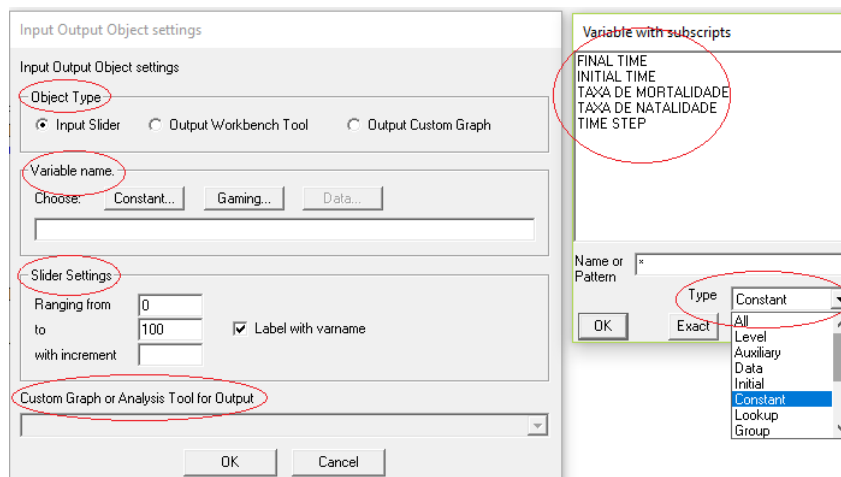 Input Output Object settings
Input Output Object settings
Object Type
Input Slider Output Workbench Tool Output Custom Graph
Variable name.
Choose: Constant... Gaming... Data...
Slider Settings
Ranging from 0
to 100 Label with varname
with increment
Custom Graph or Analysis Tool for Output
OK Cancel
Variable with subscripts
FINAL TIME
INITIAL TIME
TAXA DE MORTALIDADE
TAXA DE NATALIDADE
TIME STEP
Name or Pattern *
Type Constant
OK Exact
All
Level
Auxiliary
Data
Initial
Constant
Lookup
Group